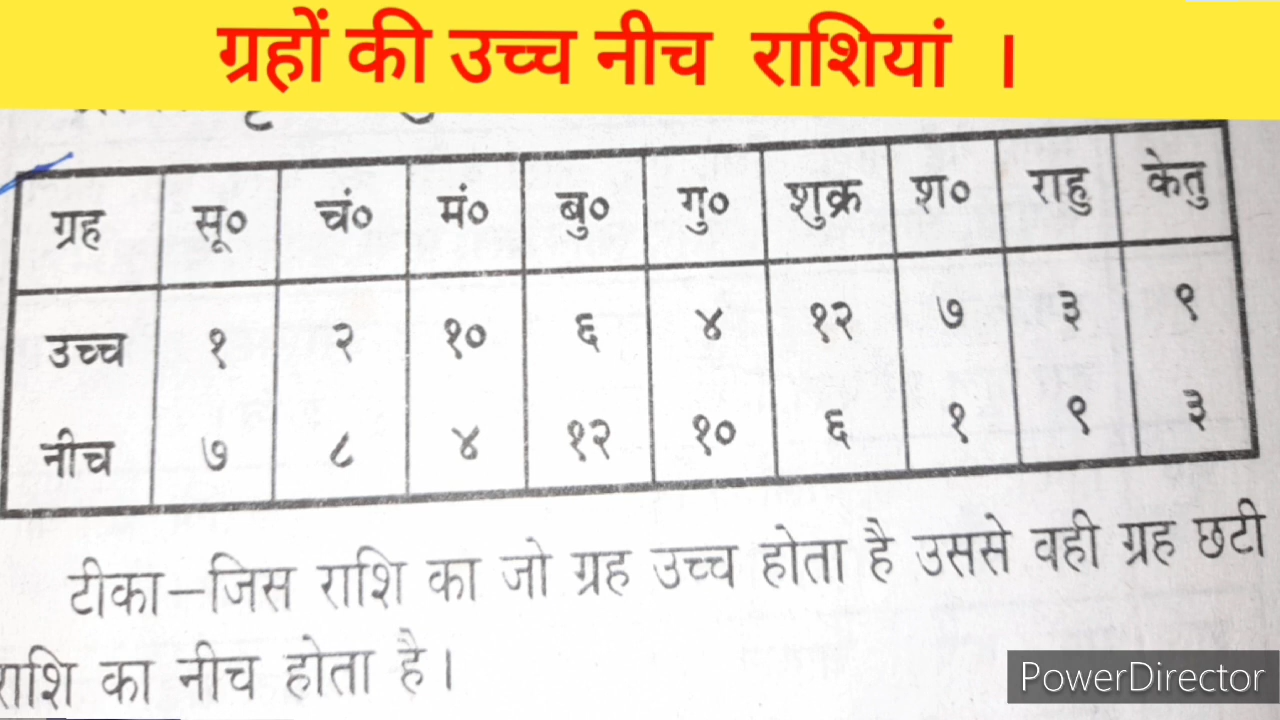 ग्रहों की उच्च नीच राशियां ।
ग्रह सू० चं० मं० बु० गु० शुक्र श० राहु केतु
उच्च १ २ १० ६ ४ १२ ७ ३ ९
नीच ७ ८ ४ १२ १० ६ १ ९ ३
टीका–जिस राशि का जो ग्रह उच्च होता है उससे वही ग्रह छटी
राशि का नीच होता है।
PowerDirector